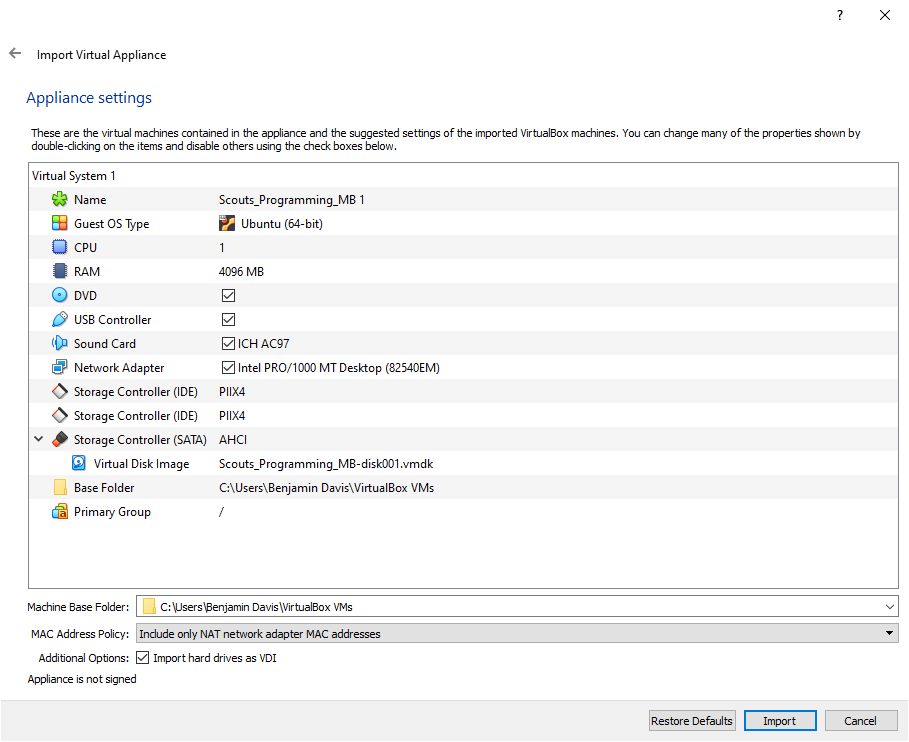 ?
Import Virtual Appliance
Appliance settings
These are the virtual machines contained in the appliance and the suggested settings of the imported VirtualBox machines. You can change many of the properties shown by
double-clicking on the items and disable others using the check boxes below.
Virtual System 1
Name Scouts_Programming_MB 1
Guest OS Type Ubuntu (64-bit)
CPU 1
RAM 4096 MB
DVD
USB Controller
Sound Card ICH AC97
Network Adapter Intel PRO/1000 MT Desktop (82540EM)
Storage Controller (IDE) PIIX4
Storage Controller (IDE) PIIX4
Storage Controller (SATA) AHCI
Virtual Disk Image Scouts_Programming_MB-disk001.vmdk
Base Folder C:\Users\Benjamin Davis\VirtualBox VMs
Primary Group /
Machine Base Folder: C:\Users\Benjamin Davis\VirtualBox VMs
MAC Address Policy: Include only NAT network adapter MAC addresses
Additional Options: Import hard drives as VDI
Appliance is not signed
Restore Defaults Import Cancel